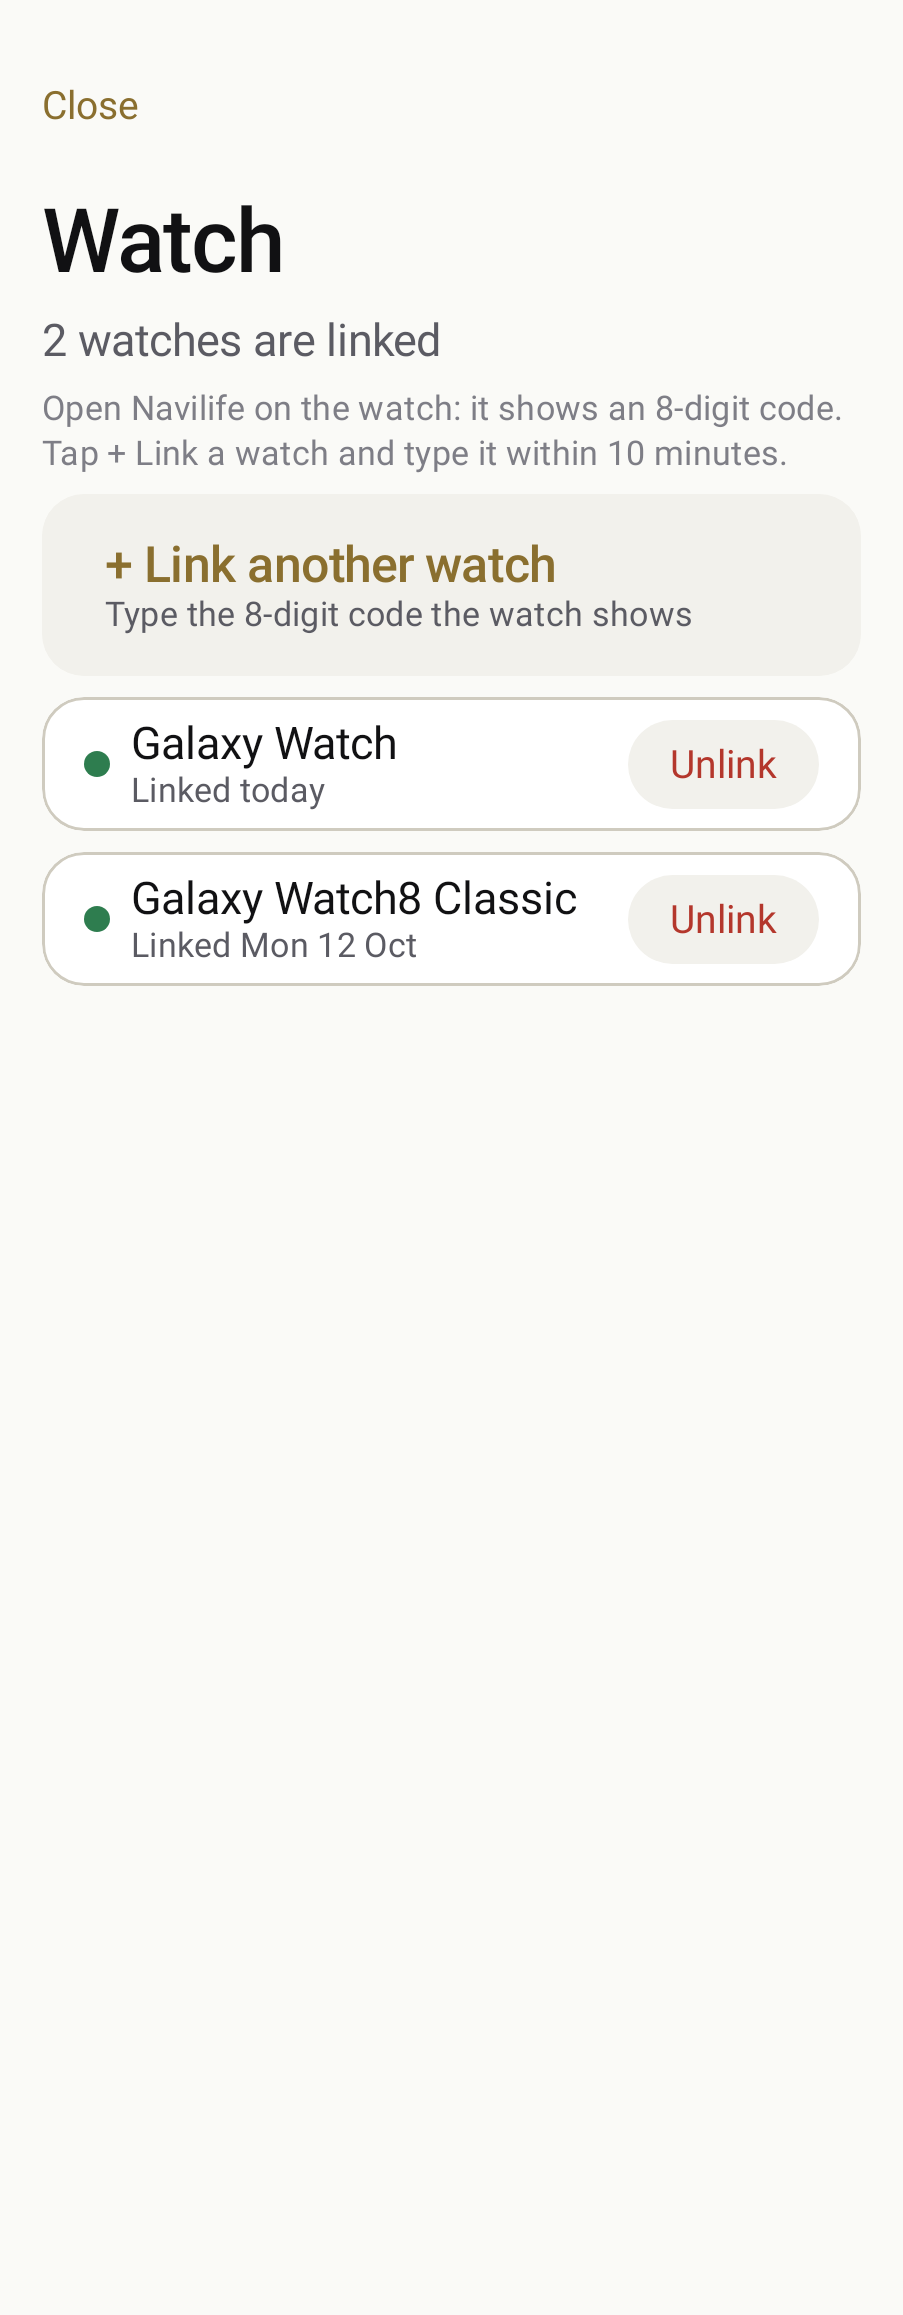 Close
Watch
2 watches are linked
Open Navilife on the watch: it shows an 8-digit code.
Tap + Link a watch and type it within 10 minutes.
+ Link another watch
Type the 8-digit code the watch shows
Galaxy Watch
Linked today
Unlink
Galaxy Watch8 Classic
Linked Mon 12 Oct
Unlink